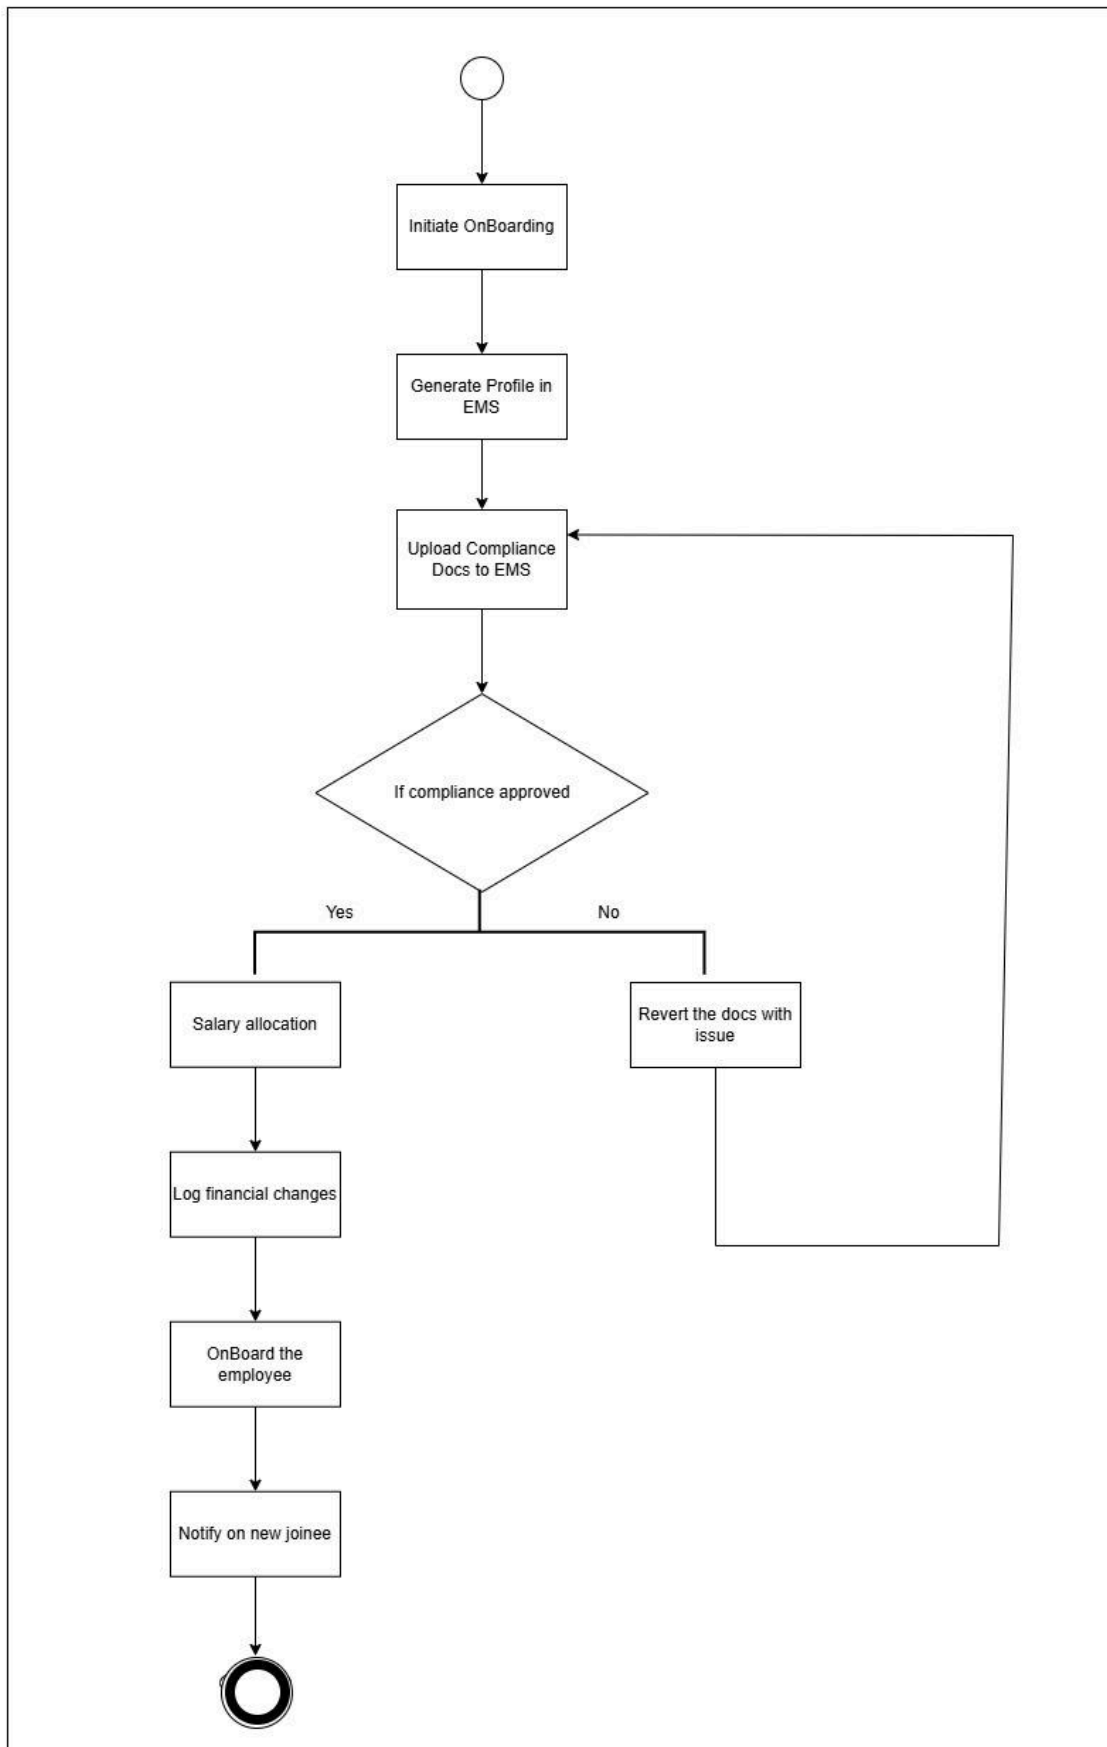 Initiate OnBoarding
Generate Profile in
EMS
Upload Compliance
Docs to EMS
If compliance approved
Yes
No
Salary allocation
Revert the docs with
issue
Log financial changes
OnBoard the
employee
Notify on new joinee